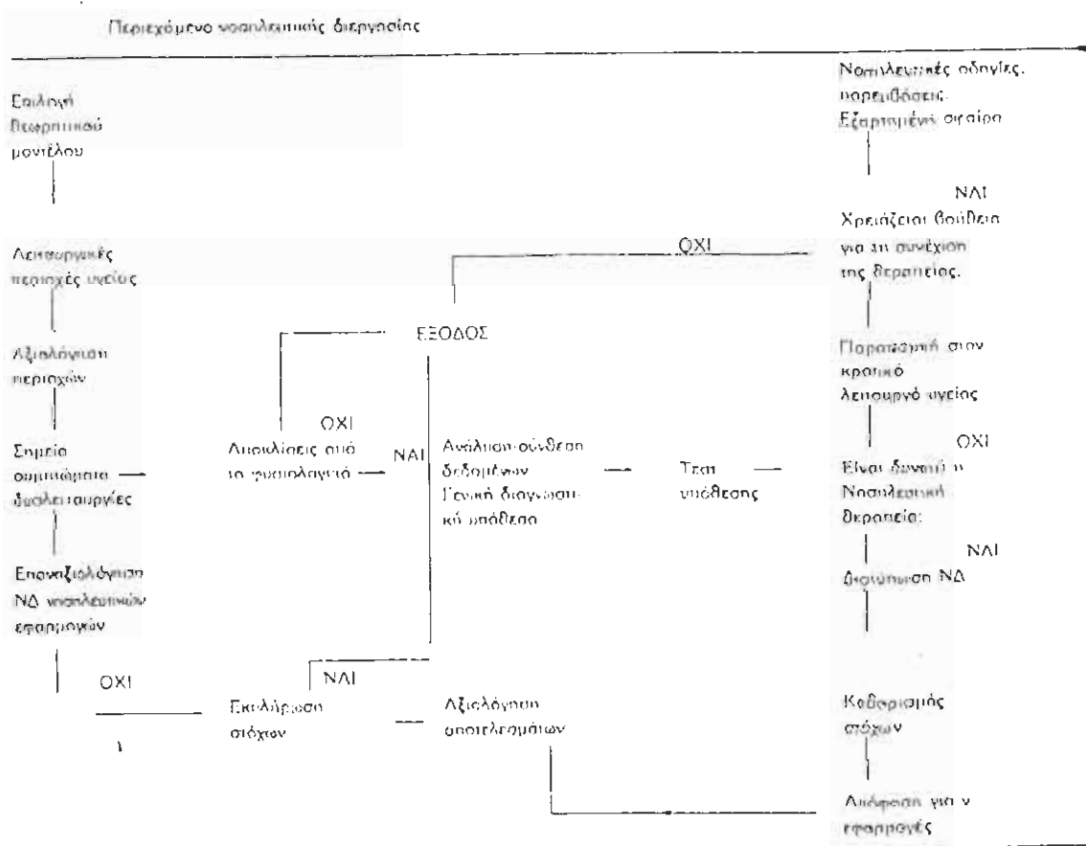 Περιεχόμενο νοσηλευτικής διεργασίας
Επιλογή
θεωρητικού
μοντέλου
Λειτουργικές
περιοχές υγείας
Αξιολόγηση
περιοχών
Σημεία
συμπτώματα
δυσλειτουργίες
Επαναξιολόγηση
ΝΔ νοσηλευτικών
εφαρμογών
ΟΧΙ
ΕΞΟΔΟΣ
ΟΧΙ
ΟΧΙ
Αποκλίσεις από
το φυσιολογικό
ΝΑΙ
Ανάλυση-σύνθεση
δεδομένων
Γενική διαγνωστι-
κή υπόθεση
Τεστ
υπόθεσης
ΝΑΙ
Εκπλήρωση
στόχων
Αξιολόγηση
αποτελεσμάτων
Νοσηλευτικές οδηγίες,
παρεμβάσεις.
Εξαρτημένη σφαίρα
ΝΑΙ
Χρειάζεται βοήθεια
για τη συνέχιση
της θεραπείας.
Παραπομπή στον
κρατικό
λειτουργό υγείας
ΟΧΙ
Είναι δυνατή η
Νοσηλευτική
θεραπεία;
ΝΑΙ
Διατύπωση ΝΔ
Καθορισμός
στόχων
Απόφαση για ν
εφαρμογές